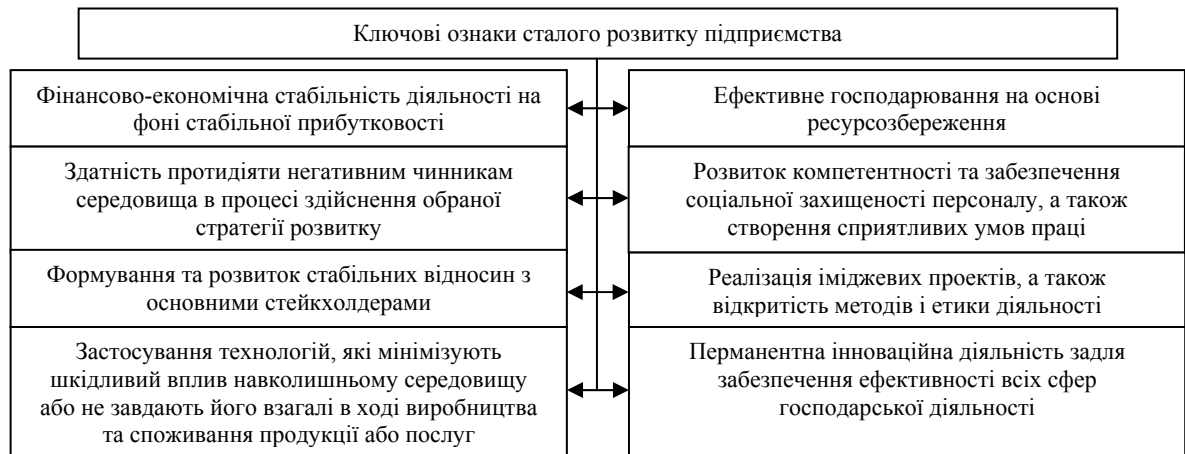 Ключові ознаки сталого розвитку підприємства
Фінансово-економічна стабільність діяльності на
фоні стабільної прибутковості
Ефективне господарювання на основі
ресурсозбереження
Здатність протидіяти негативним чинникам
середовища в процесі здійснення обраної
стратегії розвитку
Розвиток компетентності та забезпечення
соціальної захищеності персоналу, а також
створення сприятливих умов праці
Формування та розвиток стабільних відносин з
основними стейкхолдерами
Реалізація іміджевих проектів, а також
відкритість методів і етики діяльності
Застосування технологій, які мінімізують
шкідливий вплив навколишньому середовищу
або не завдають його взагалі в ході виробництва
та споживання продукції або послуг
Перманентна інноваційна діяльність задля
забезпечення ефективності всіх сфер
господарської діяльності